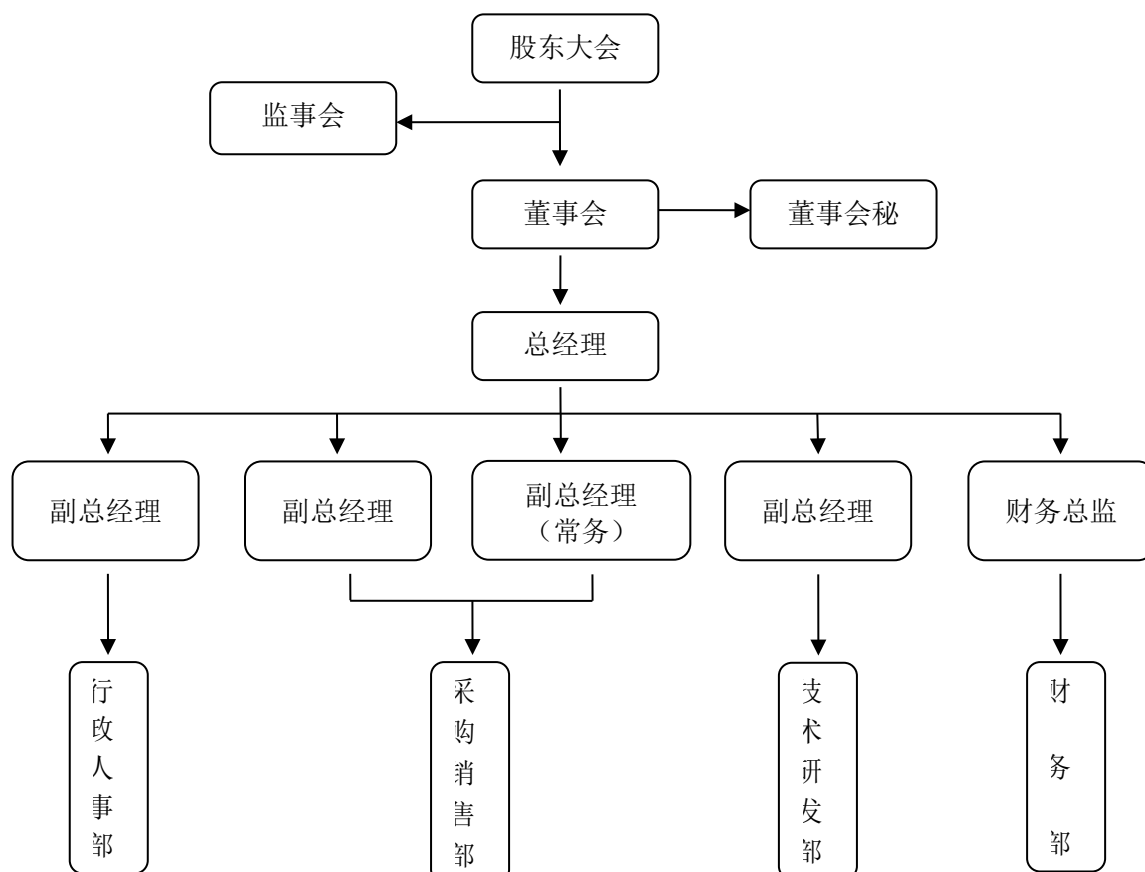 股东大会
监事会
董事会
董事会秘
总经理
副总经理
副总经理
副总经理
（常务）
副总经理
财务总监
行政人事部
采购销售部
技术研发部
财务部